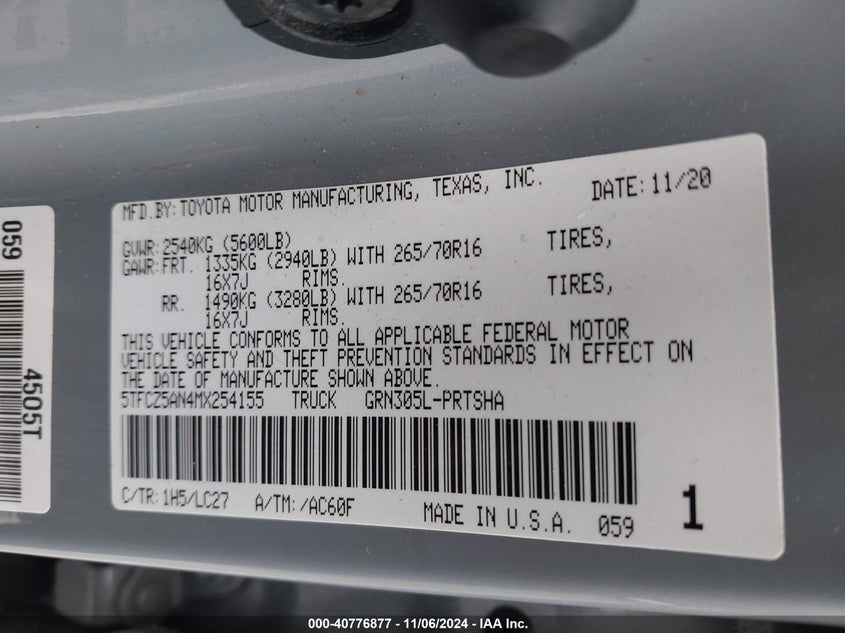 MFD.BY:TOYOTA MOTOR MANUFACTURING, TEXAS, INC. DATE:11/20
GVWR:2540KG (5600LB)
GAWR:FRT. 1335KG (2940LB) WITH 265/70R16 TIRES,
16X7J RIMS.
RR. 1490KG (3280LB) WITH 265/70R16 TIRES,
16X7J RIMS.
THIS VEHICLE CONFORMS TO ALL APPLICABLE FEDERAL MOTOR
VEHICLE SAFETY AND THEFT PREVENTION STANDARDS IN EFFECT ON
THE DATE OF MANUFACTURE SHOWN ABOVE.
5TFCZ5AN4MX254155 TRUCK GRN305L-PRTSHA
C/TR:1H5/LC27 A/TM:/AC60F MADE IN U.S.A. 059 1
059
4505T
000-40776877 - 11/06/2024 - IAA Inc.